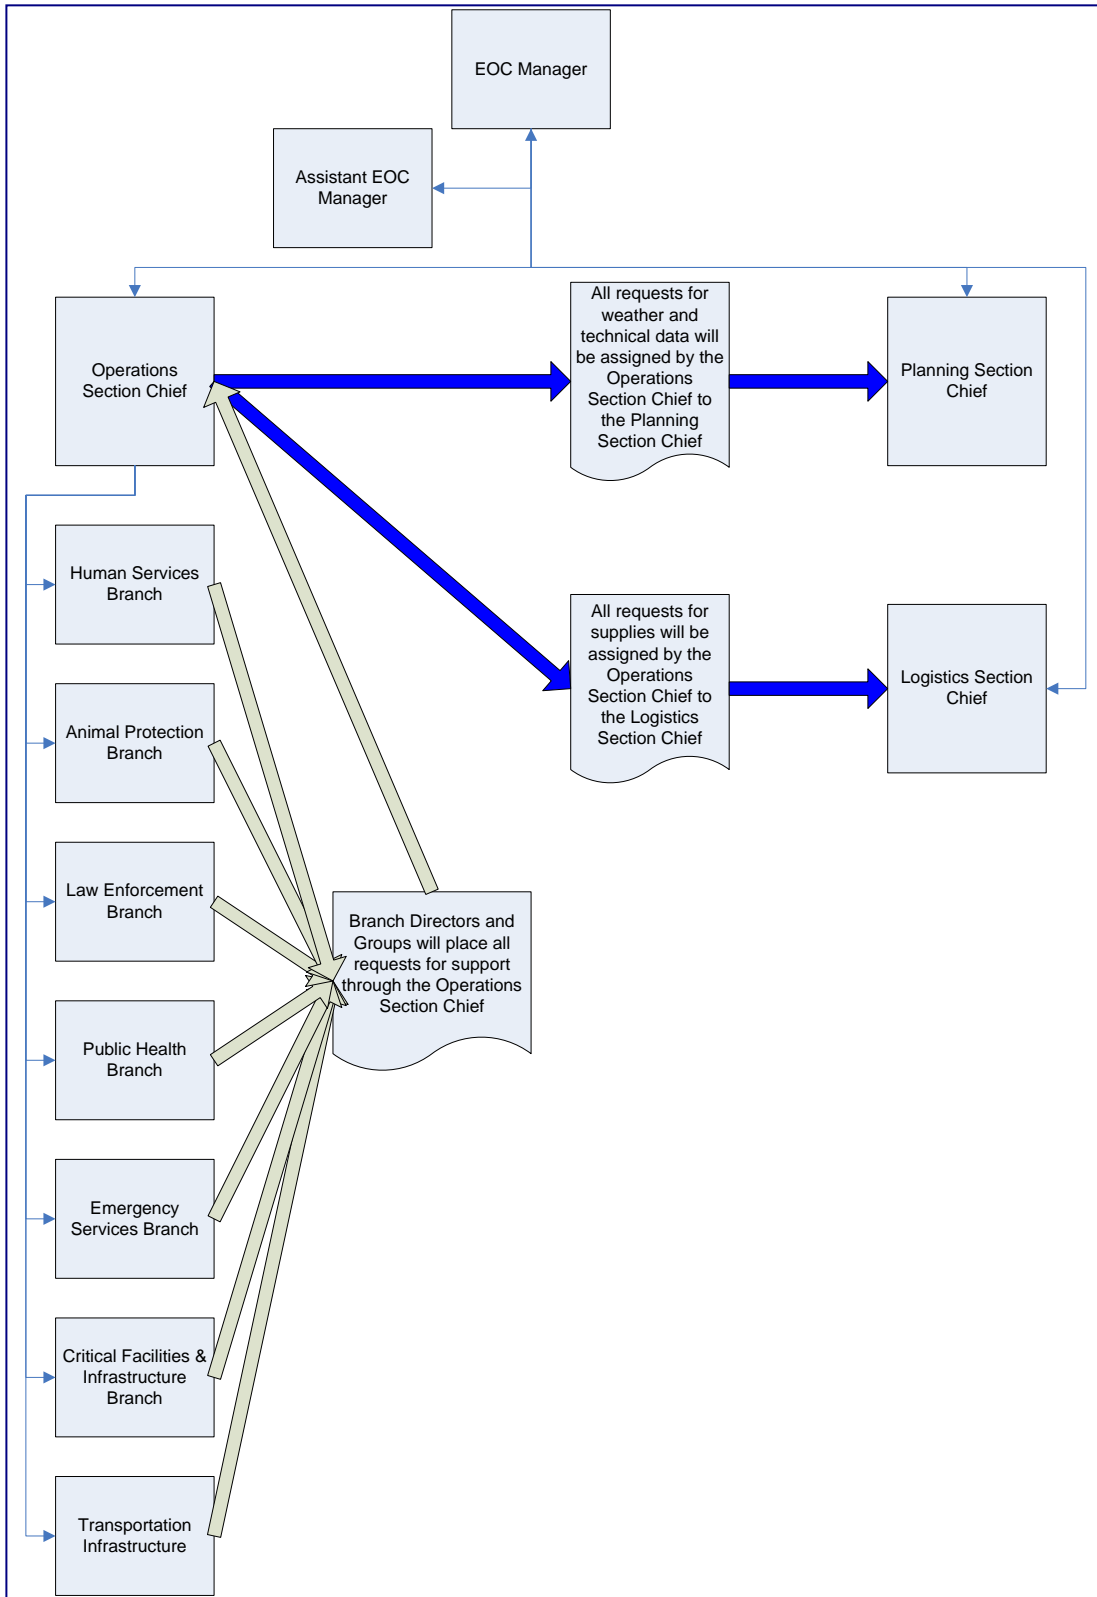 EOC Manager
Assistant EOC
Manager
Operations
Section Chief
All requests for
weather and
technical data will
be assigned by the
Operations
Section Chief to
the Planning
Section Chief
Planning Section
Chief
Human Services
Branch
All requests for
supplies will be
assigned by the
Operations
Section Chief to
the Logistics
Section Chief
Logistics Section
Chief
Animal Protection
Branch
Law Enforcement
Branch
Branch Directors and
Groups will place all
requests for support
through the Operations
Section Chief
Public Health
Branch
Emergency
Services Branch
Critical Facilities &
Infrastructure
Branch
Transportation
Infrastructure